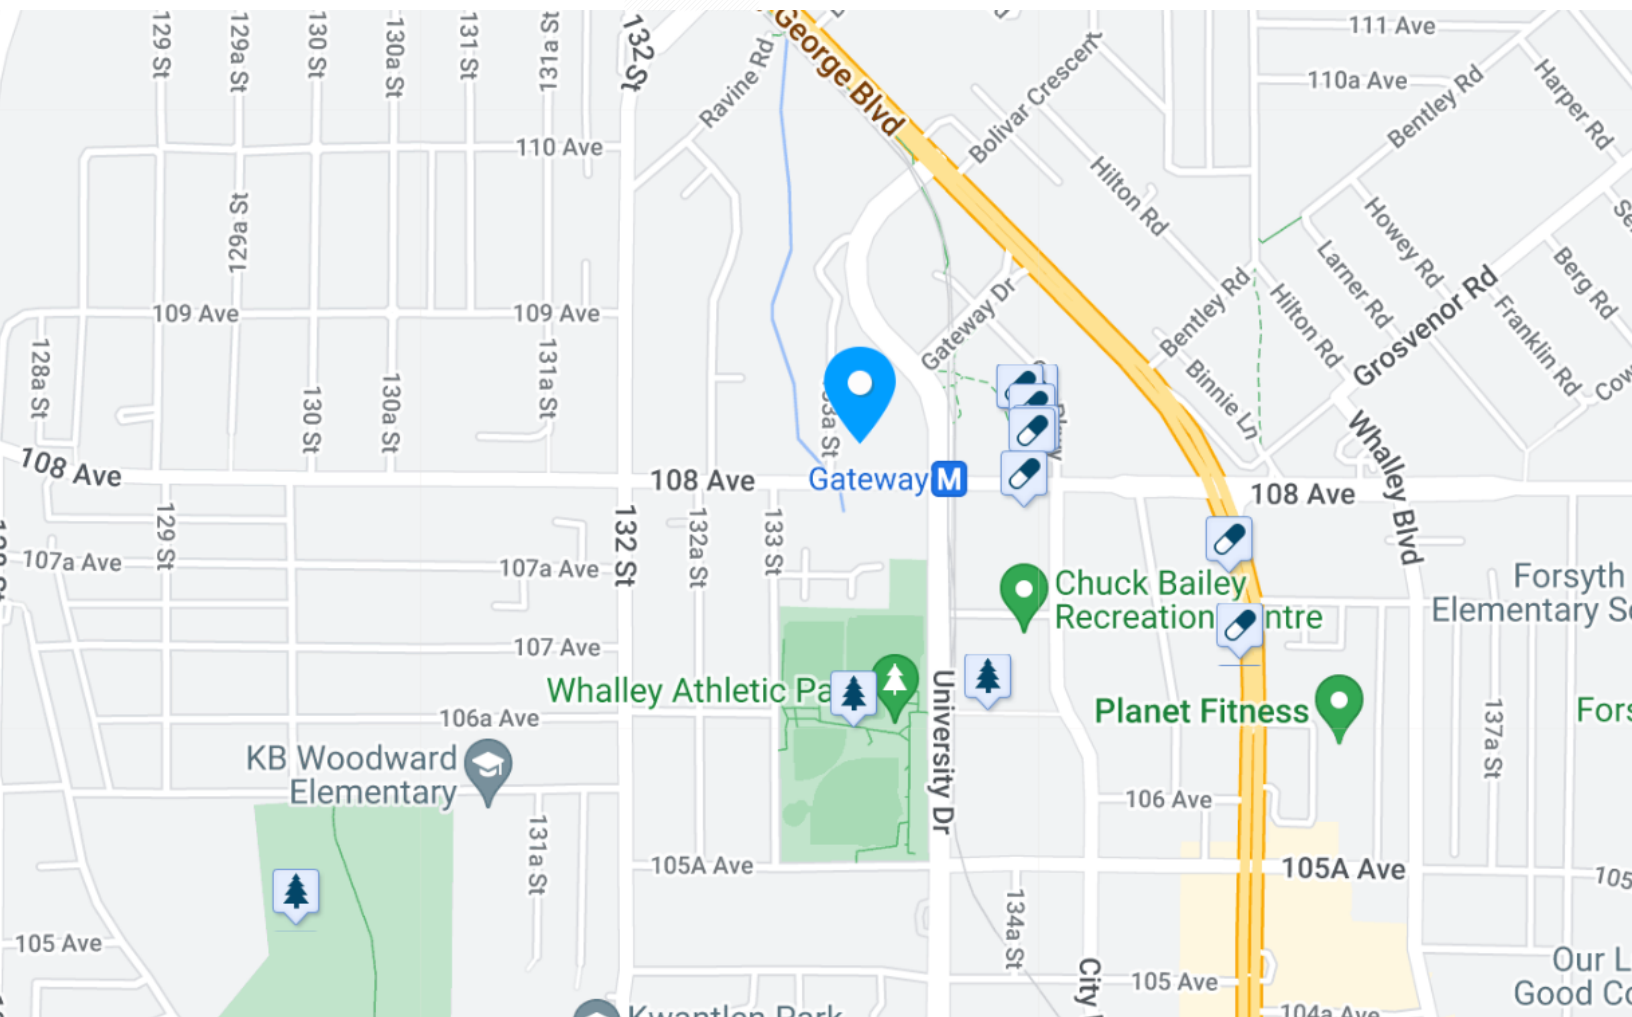 129 St
129a St
130 St
130a St
131 St
131a St
132 St
Ravine Rd
George Blvd
Bolivar Crescent
111 Ave
110a Ave
Bentley Rd
Harper Rd
110 Ave
Hilton Rd
129a St
Howey Rd
Larner Rd
Berg Rd
109 Ave
109 Ave
Gateway Dr
Bentley Rd
Hilton Rd
Grosvenor Rd
Franklin Rd
128a St
130 St
130a St
131a St
Binnie Ln
Whalley Blvd
108 Ave
108 Ave
Gateway M
108 Ave
129 St
132 St
132a St
133 St
107a Ave
107a Ave
Chuck Bailey
Recreation
Forsyth
Elementary
107 Ave
Whalley Athletic
University Dr
Planet Fitness
106a Ave
137a St
KB Woodward
Elementary
106 Ave
131a St
105A Ave
105A Ave
134a St
105 Ave
City
105 Ave
Our
Good
104a Ave
Kwantlen Park